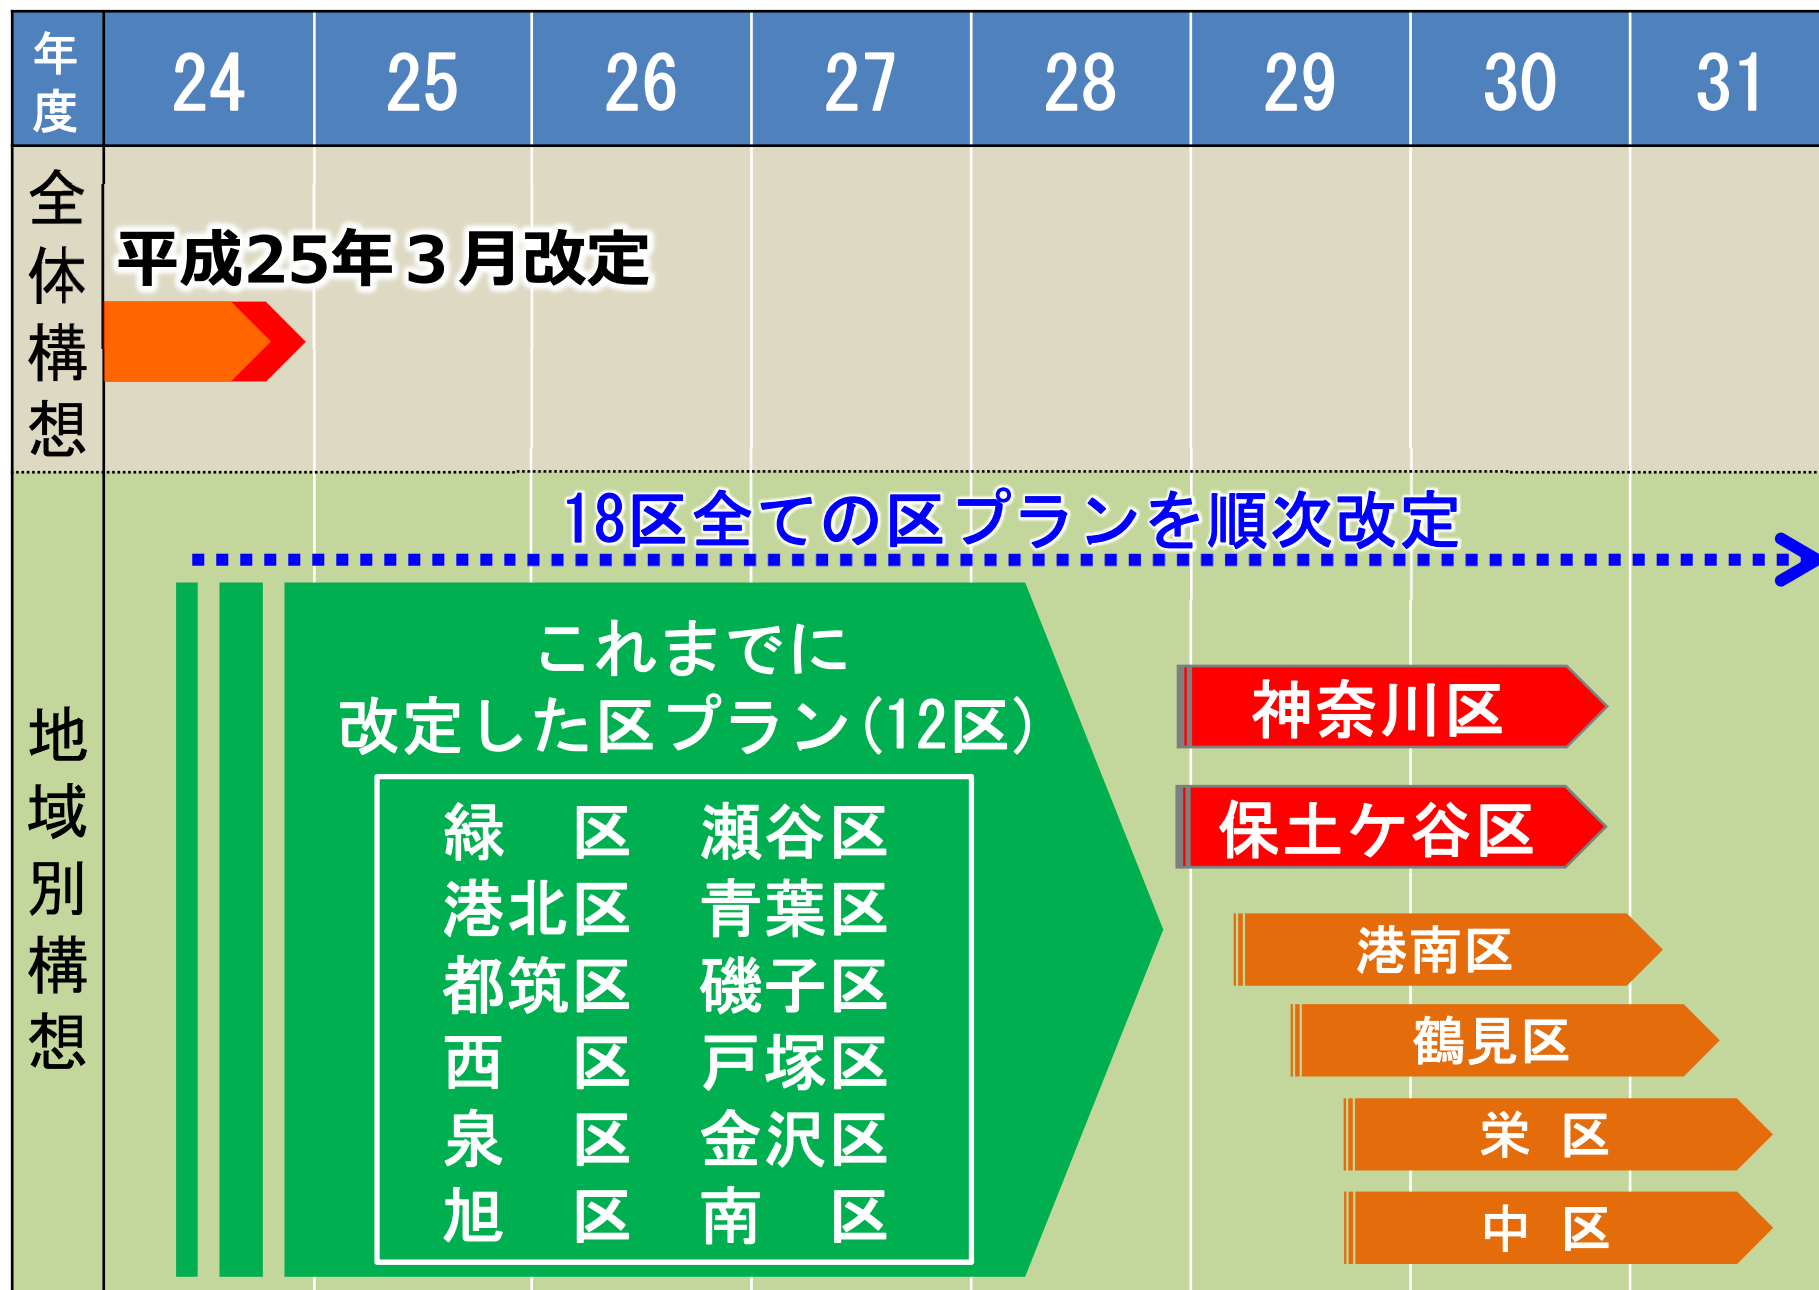 年度 24 25 26 27 28 29 30 31
全体構想
平成25年３月改定
地域別構想
18区全ての区プランを順次改定
これまでに
改定した区プラン(12区)
緑　区　瀬谷区
港北区　青葉区
都筑区　磯子区
西　区　戸塚区
泉　区　金沢区
旭　区　南　区
神奈川区
保土ケ谷区
港南区
鶴見区
栄 区
中 区